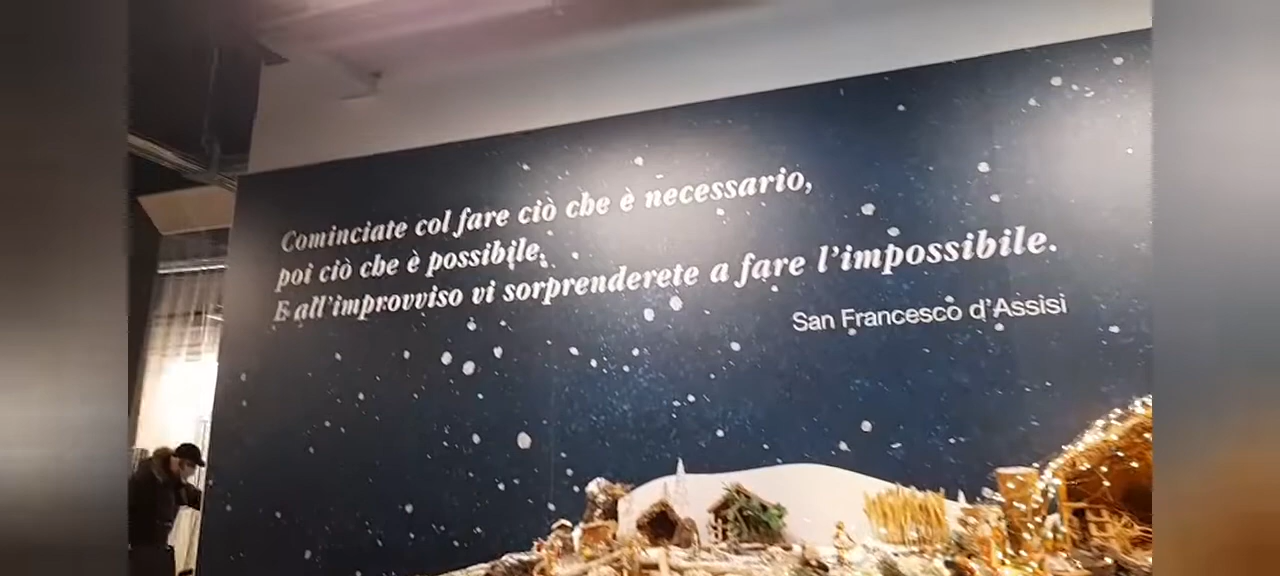 Cominciate col fare ciò che è necessario,
poi ciò che è possibile.
E all'improvviso vi sorprenderete a fare l'impossibile.
San Francesco d'Assisi